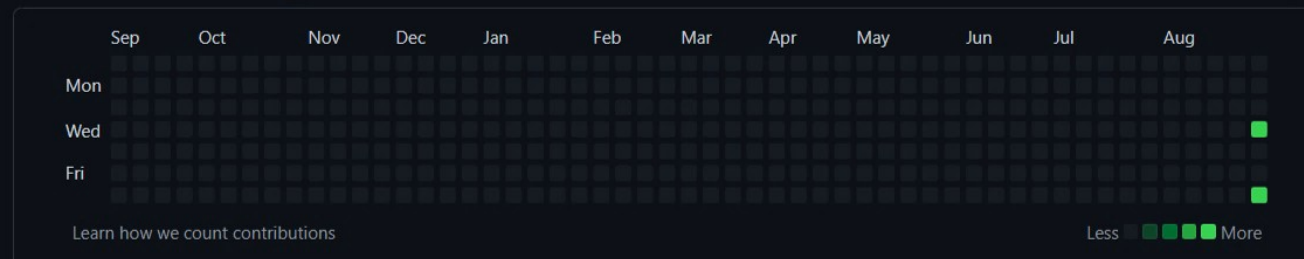 Sep Oct Nov Dec Jan Feb Mar Apr May Jun Jul Aug
Mon
Wed
Fri
Learn how we count contributions
Less More